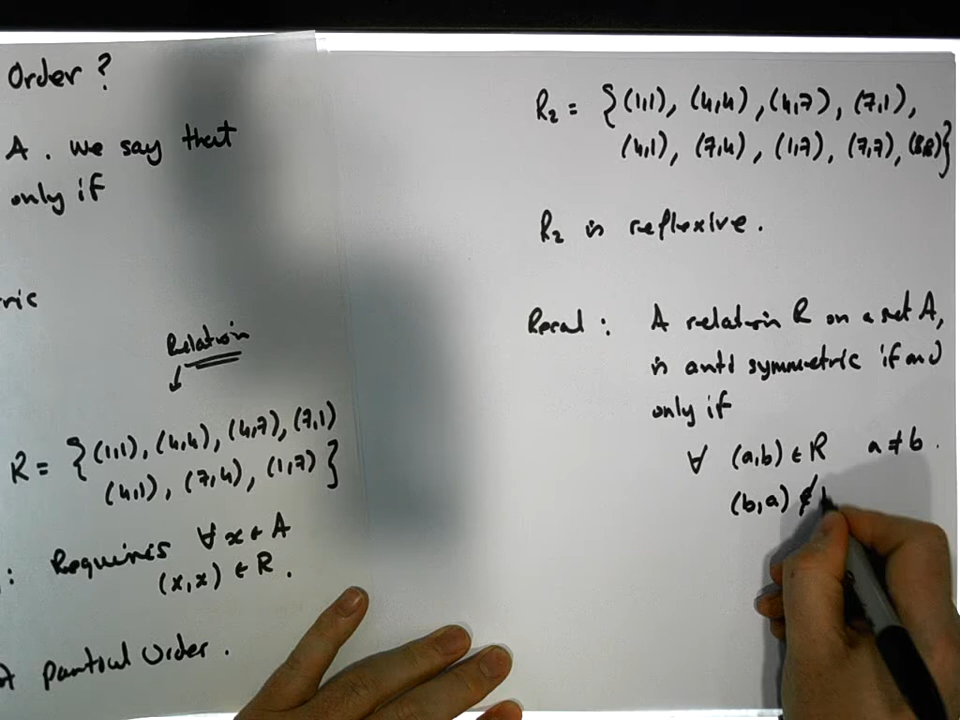 Order ?
A . we say that
only if
ric
Relation
R = {(1,1), (4,4), (4,7), (7,1)
(4,1), (7,4), (1,7)}
: Requires ∀ x ∈ A
(x,x) ∈ R .
Partial Order .
R₂ = {(1,1), (4,4), (4,7), (7,1),
(4,1), (7,4), (1,7), (7,7), (8,8)}
R₂ is reflexive .
Recal : A relation R on a set A,
is anti symmetric if and
only if
∀ (a,b) ∈ R a ≠ b .
(b,a) ∉